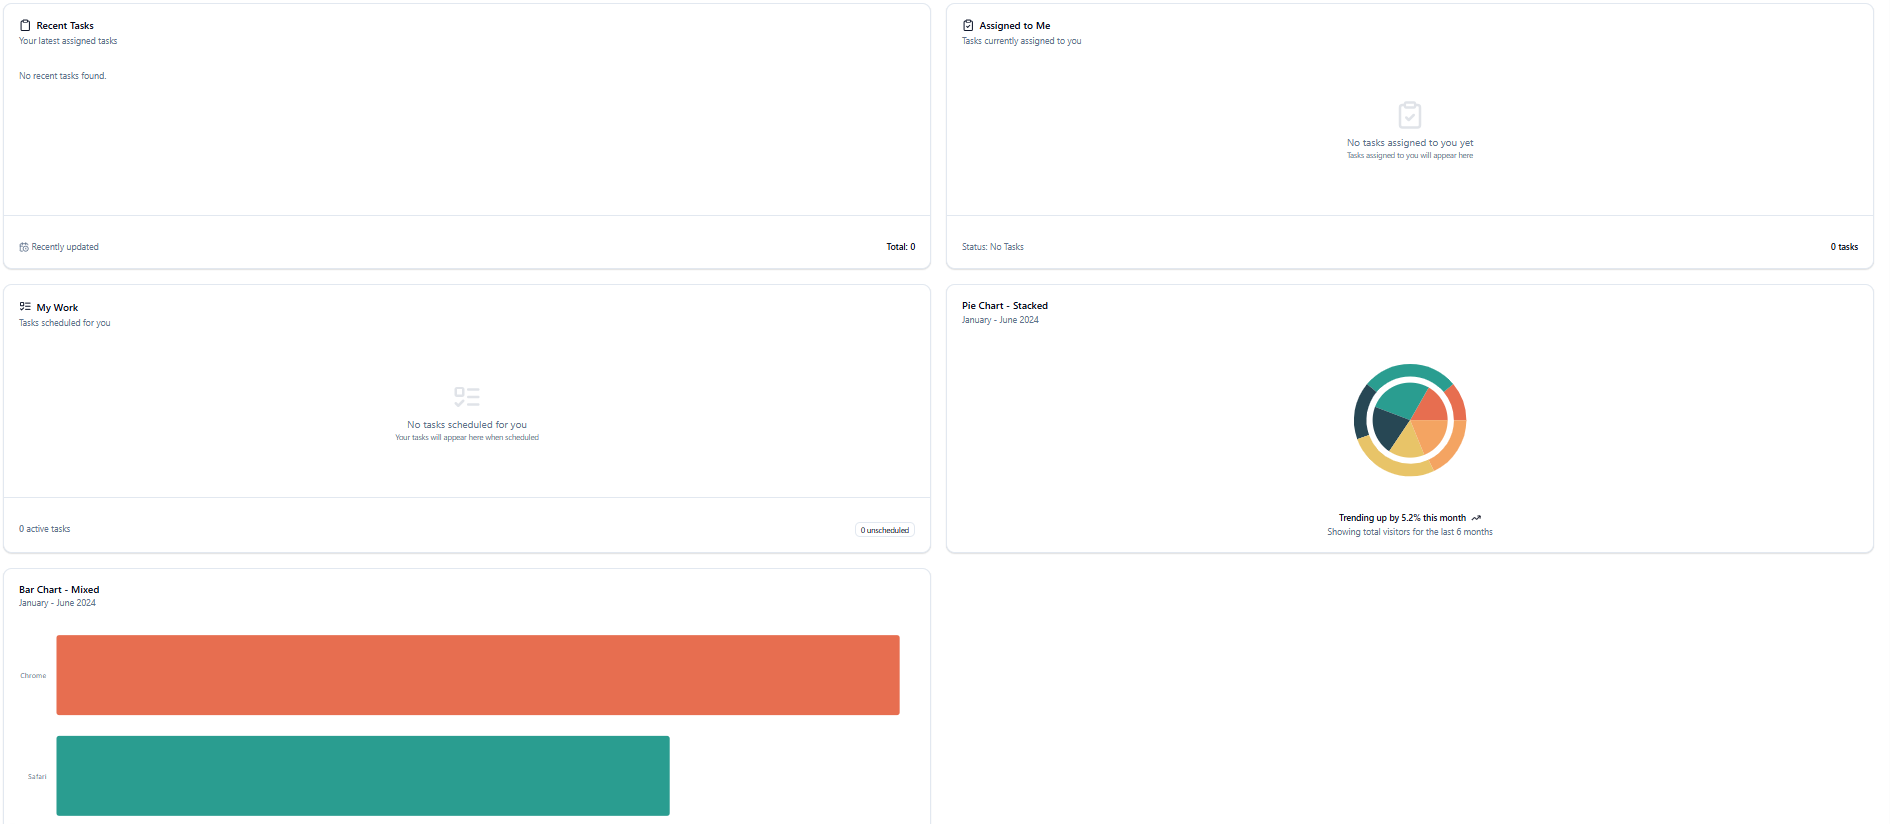 Recent Tasks
Your latest assigned tasks
No recent tasks found.
Recently updated
Total: 0
Assigned to Me
Tasks currently assigned to you
No tasks assigned to you yet
Tasks assigned to you will appear here
Status: No Tasks
0 tasks
My Work
Tasks scheduled for you
No tasks scheduled for you
Your tasks will appear here when scheduled
0 active tasks
0 unscheduled
Pie Chart - Stacked
January - June 2024
Trending up by 5.2% this month
Showing total visitors for the last 6 months
Bar Chart - Mixed
January - June 2024
Chrome
Safari